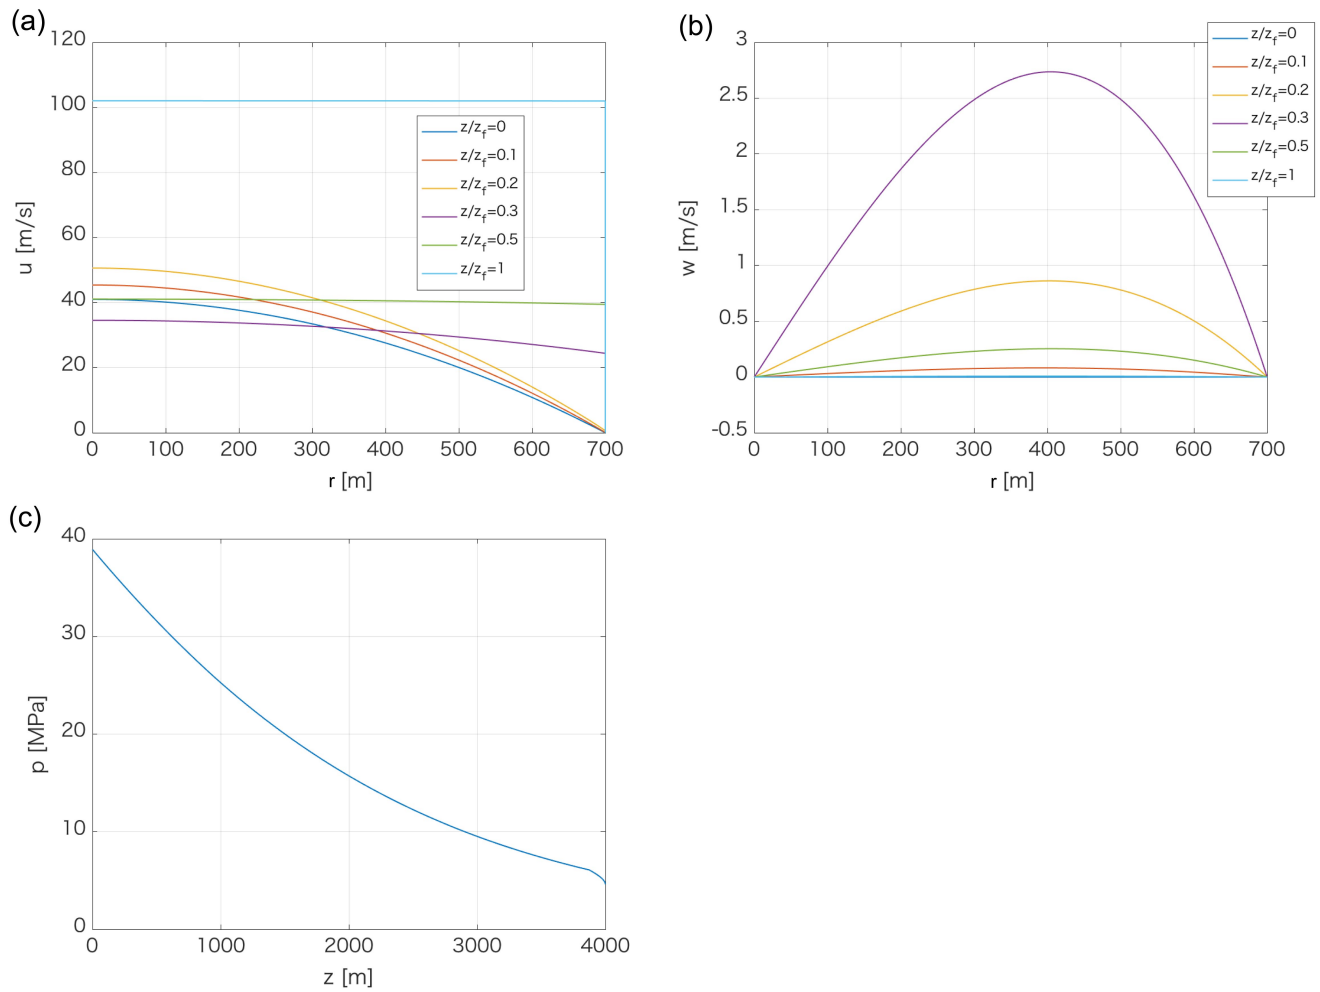 (a)
120
100
80
60
40
20
0
u [m/s]
z/z_f=0
z/z_f=0.1
z/z_f=0.2
z/z_f=0.3
z/z_f=0.5
z/z_f=1
0 100 200 300 400 500 600 700
r [m]
(b)
3
2.5
2
1.5
1
0.5
0
-0.5
w [m/s]
z/z_f=0
z/z_f=0.1
z/z_f=0.2
z/z_f=0.3
z/z_f=0.5
z/z_f=1
0 100 200 300 400 500 600 700
r [m]
(c)
40
30
20
10
0
p [MPa]
0 1000 2000 3000 4000
z [m]